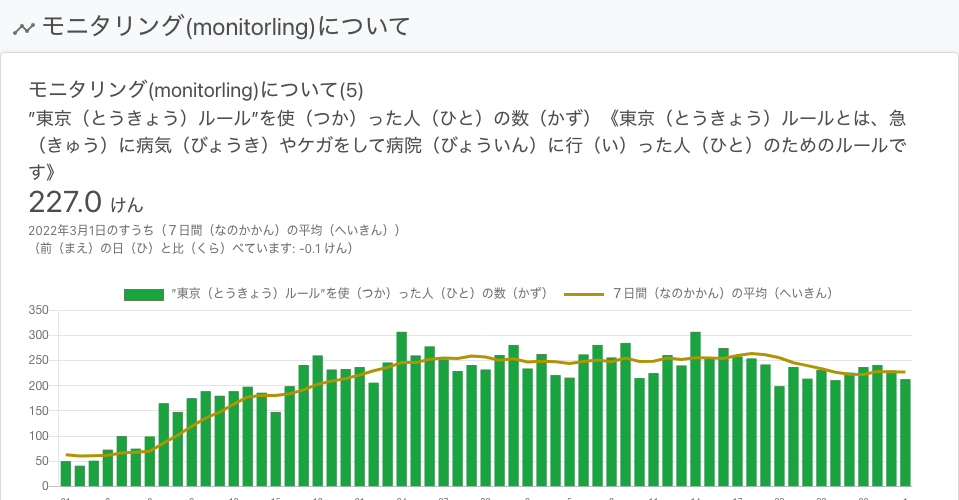 モニタリング(monitorling)について
モニタリング(monitorling)について(5)
”東京（とうきょう）ルール”を使（つか）った人（ひと）の数（かず）《東京（とうきょう）ルールとは、急
（きゅう）に病気（びょうき）やケガをして病院（びょういん）に行（い）った人（ひと）のためのルールで
す》
227.0 けん
2022年3月1日のすうち（７日間（なのかかん）の平均（へいきん））
（前（まえ）の日（ひ）と比（くら）べています: -0.1 けん）
”東京（とうきょう）ルール”を使（つか）った人（ひと）の数（かず） ７日間（なのかかん）の平均（へいきん）
350
300
250
200
150
100
50
0